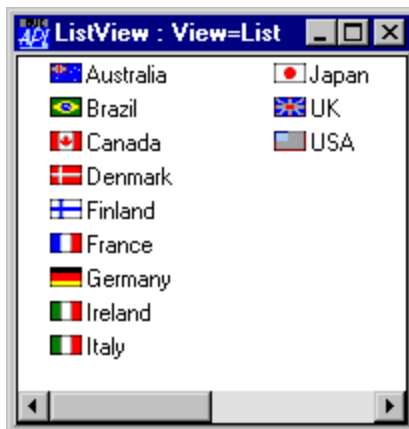 ListView : View=List
Australia
Brazil
Canada
Denmark
Finland
France
Germany
Ireland
Italy
Japan
UK
USA